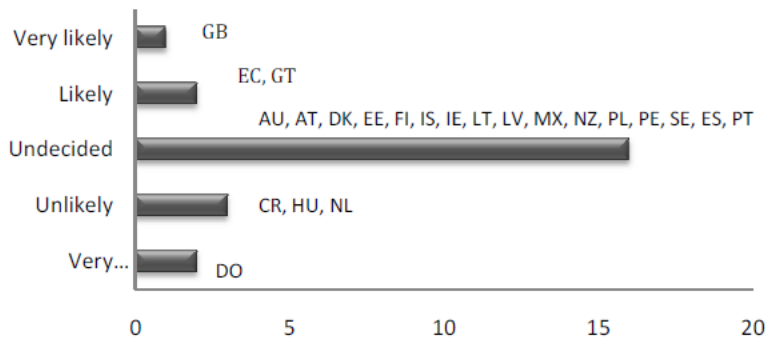 Very likely
GB
EC, GT
Likely
AU, AT, DK, EE, FI, IS, IE, LT, LV, MX, NZ, PL, PE, SE, ES, PT
Undecided
Unlikely
CR, HU, NL
Very...
DO
0 5 10 15 20